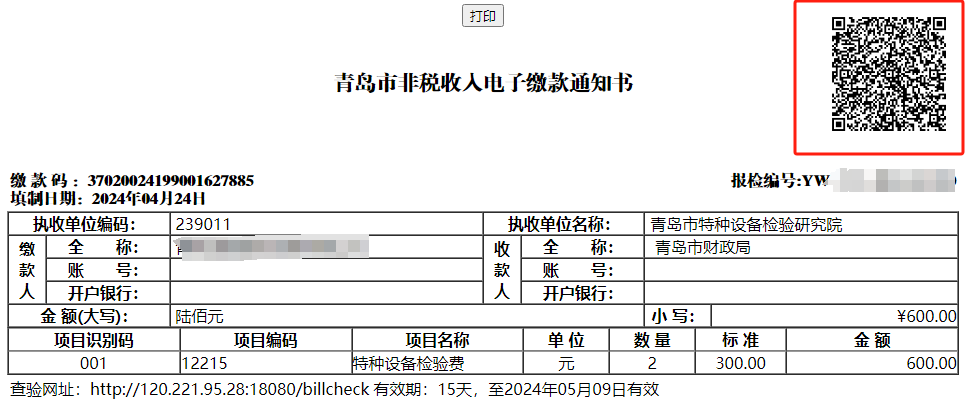 打印
青岛市非税收入电子缴款通知书
缴 款 码 ：37020024199001627885
报检编号:YW
填制日期：2024年04月24日
执收单位编码： 239011 执收单位名称： 青岛市特种设备检验研究院
缴款人 全 称： 收款人 全 称： 青岛市财政局
账 号： 账 号：
开户银行： 开户银行：
金 额(大写)： 陆佰元 小 写： ¥600.00
项目识别码 项目编码 项目名称 单 位 数 量 标 准 金 额
001 12215 特种设备检验费 元 2 300.00 600.00
查验网址：http://120.221.95.28:18080/billcheck 有效期：15天，至2024年05月09日有效